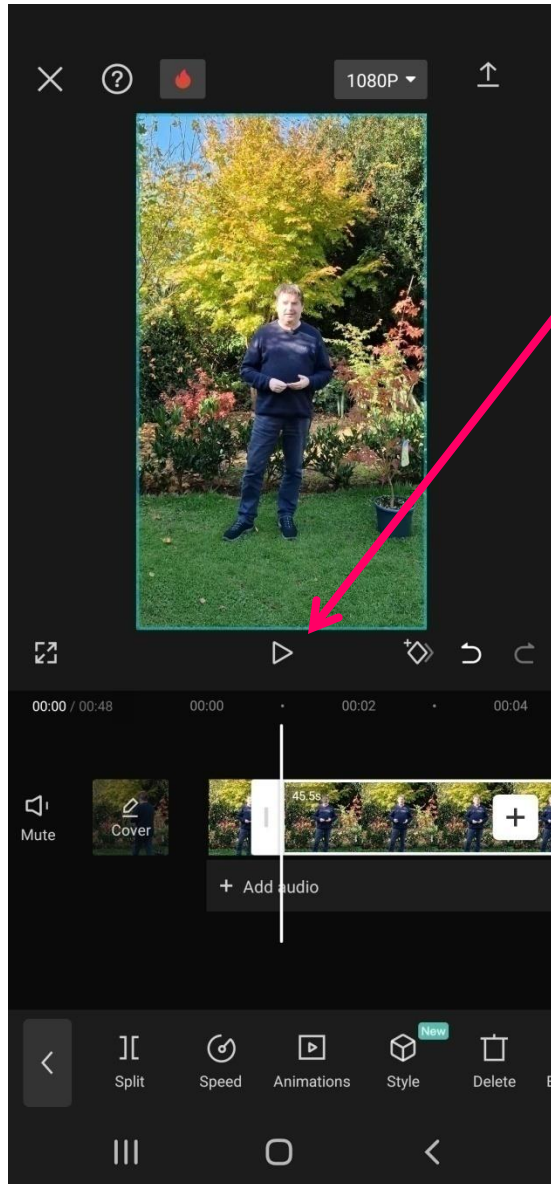 1080P
00:00 / 00:48 00:00 00:02 00:04
45.5s
Mute
Cover
+ Add audio
New
Split Speed Animations Style Delete